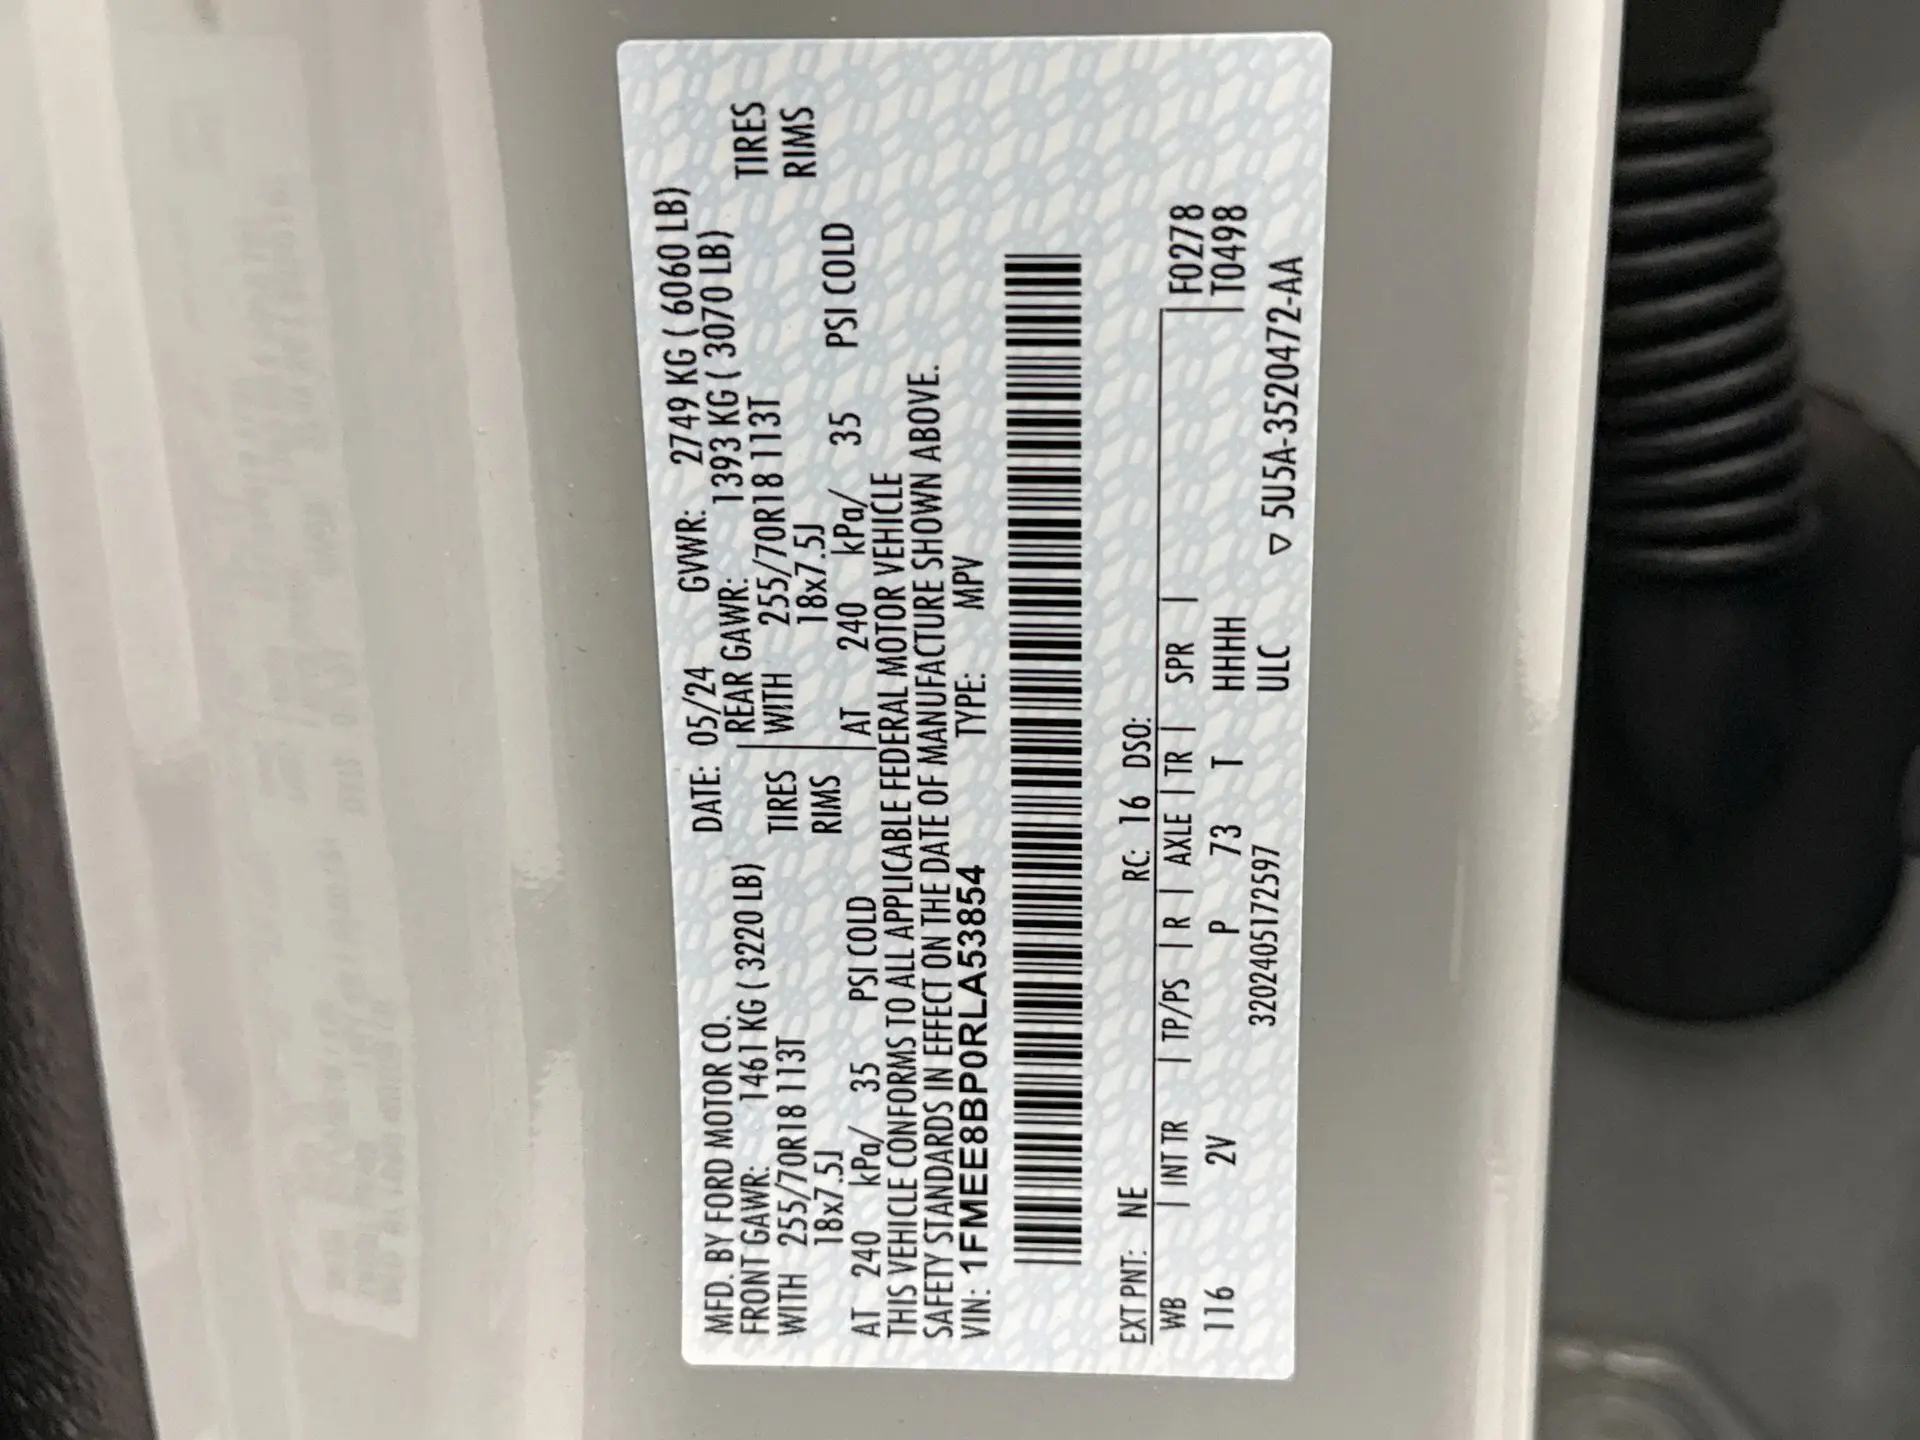 MFD. BY FORD MOTOR CO. DATE: 05/24 GVWR: 2749 KG ( 6060 LB)
FRONT GAWR: 1461 KG ( 3220 LB) REAR GAWR: 1393 KG ( 3070 LB)
WITH 255/70R18 113T TIRES WITH 255/70R18 113T TIRES
18x7.5J RIMS 18x7.5J RIMS
AT 240 kPa/ 35 PSI COLD AT 240 kPa/ 35 PSI COLD
THIS VEHICLE CONFORMS TO ALL APPLICABLE FEDERAL MOTOR VEHICLE
SAFETY STANDARDS IN EFFECT ON THE DATE OF MANUFACTURE SHOWN ABOVE.
VIN: 1FMEE8BP0RLA53854 TYPE: MPV
EXT PNT: NE RC: 16 DSO:
WB | INT TR | TP/PS | R | AXLE | TR | SPR | F0278
116 2V P 73 T HHHH | T0498
3202405172597 ULC
▽ 5U5A-3520472-AA